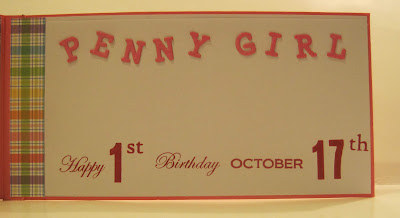 PENNY GIRL
Happy 1st Birthday OCTOBER 17th